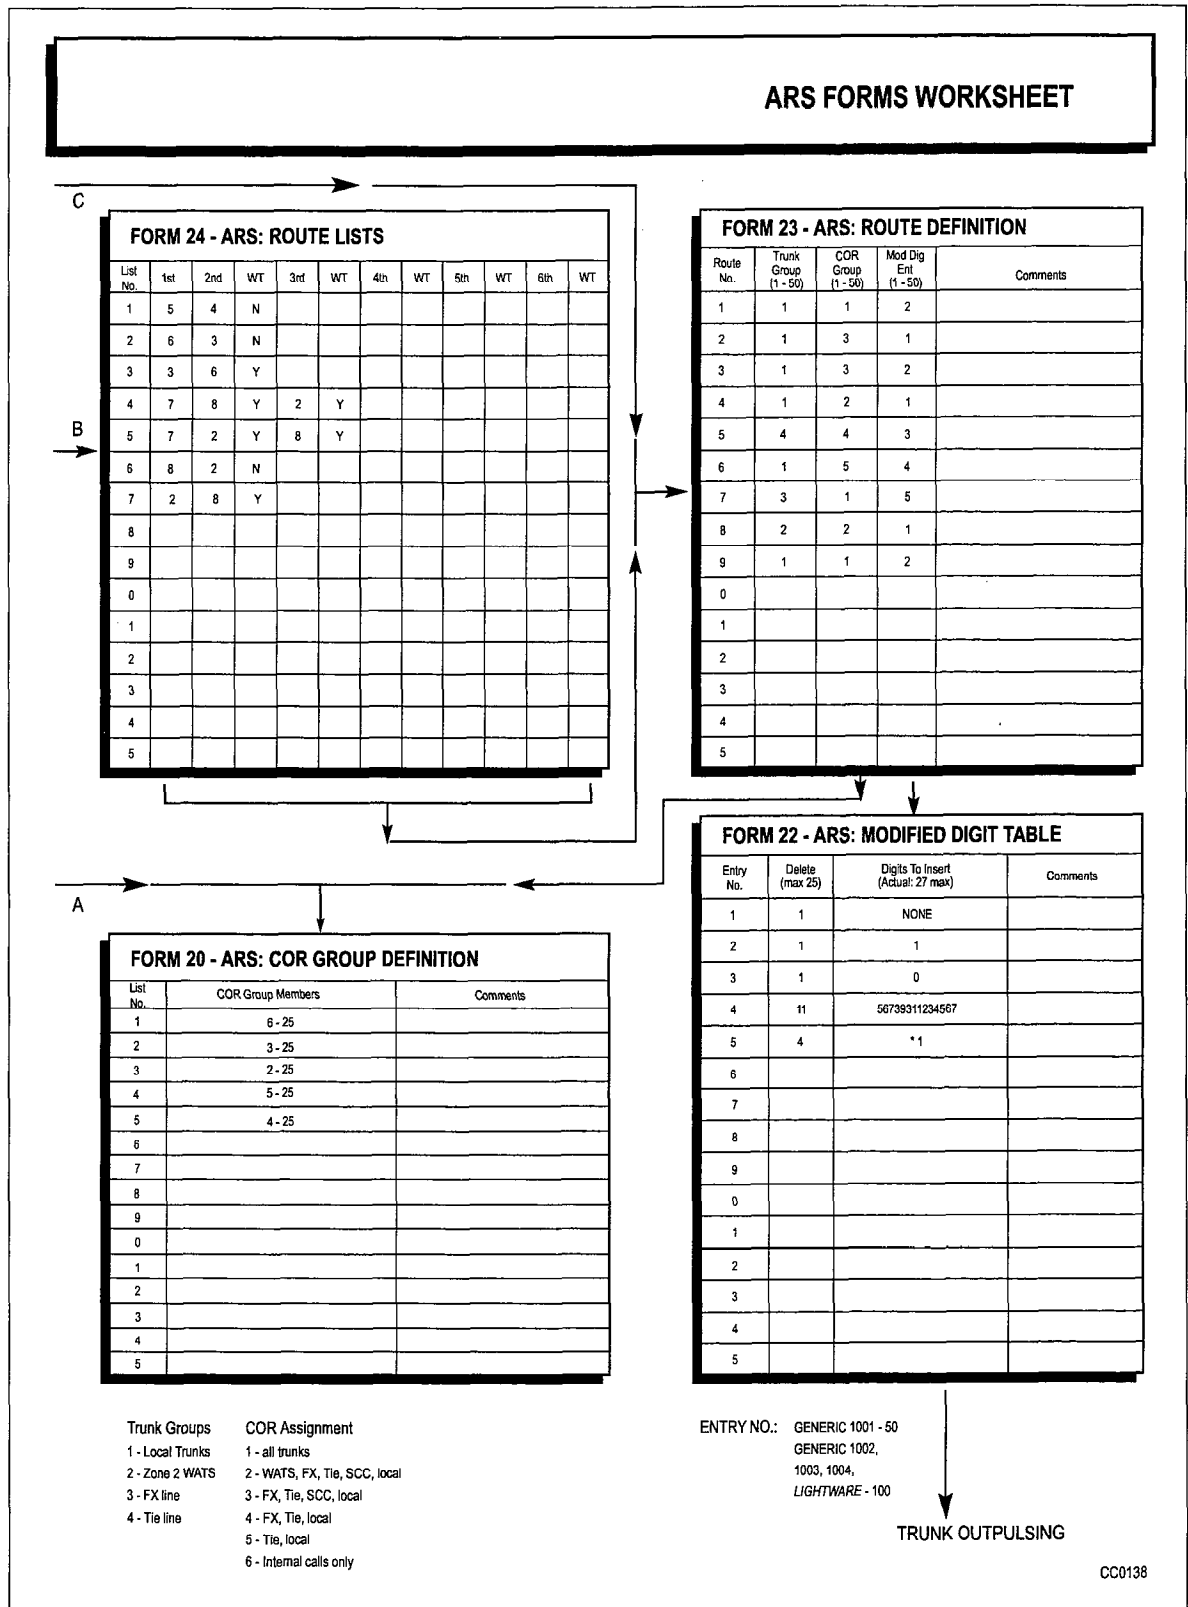 ARS FORMS WORKSHEET
C
FORM 24 - ARS: ROUTE LISTS
List No. 1st 2nd WT 3rd WT 4th WT 5th WT 6th WT
1 5 4 N
2 6 3 N
3 3 6 Y
4 7 8 Y 2 Y
5 7 2 Y 8 Y
6 8 2 N
7 2 8 Y
8
9
0
1
2
3
4
5
B
FORM 23 - ARS: ROUTE DEFINITION
Route No. Trunk Group (1 - 50) COR Group (1 - 50) Mod Dig Ent (1 - 50) Comments
1 1 1 2
2 1 3 1
3 1 3 2
4 1 2 1
5 4 4 3
6 1 5 4
7 3 1 5
8 2 2 1
9 1 1 2
0
1
2
3
4
5
A
FORM 20 - ARS: COR GROUP DEFINITION
List No. COR Group Members Comments
1 6 - 25
2 3 - 25
3 2 - 25
4 5 - 25
5 4 - 25
6
7
8
9
0
1
2
3
4
5
FORM 22 - ARS: MODIFIED DIGIT TABLE
Entry No. Delete (max 25) Digits To Insert (Actual: 27 max) Comments
1 1 NONE
2 1 1
3 1 0
4 11 56739311234567
5 4 * 1
6
7
8
9
0
1
2
3
4
5
Trunk Groups
1 - Local Trunks
2 - Zone 2 WATS
3 - FX line
4 - Tie line
COR Assignment
1 - all trunks
2 - WATS, FX, Tie, SCC, local
3 - FX, Tie, SCC, local
4 - FX, Tie, local
5 - Tie, local
6 - Internal calls only
ENTRY NO.: GENERIC 1001 - 50
GENERIC 1002,
1003, 1004,
LIGHTWARE - 100
TRUNK OUTPULSING
CC0138